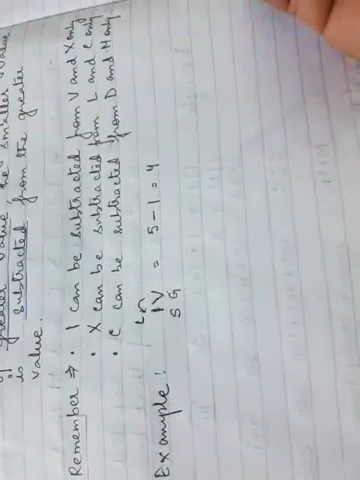 greater value, the smaller value
is subtracted from the greater
value.
Remember ⇒ • I can be subtracted from V and X only
• X can be subtracted from L and C only
• C can be subtracted from D and M only
Example : IV = 5 - 1 = 4
S G